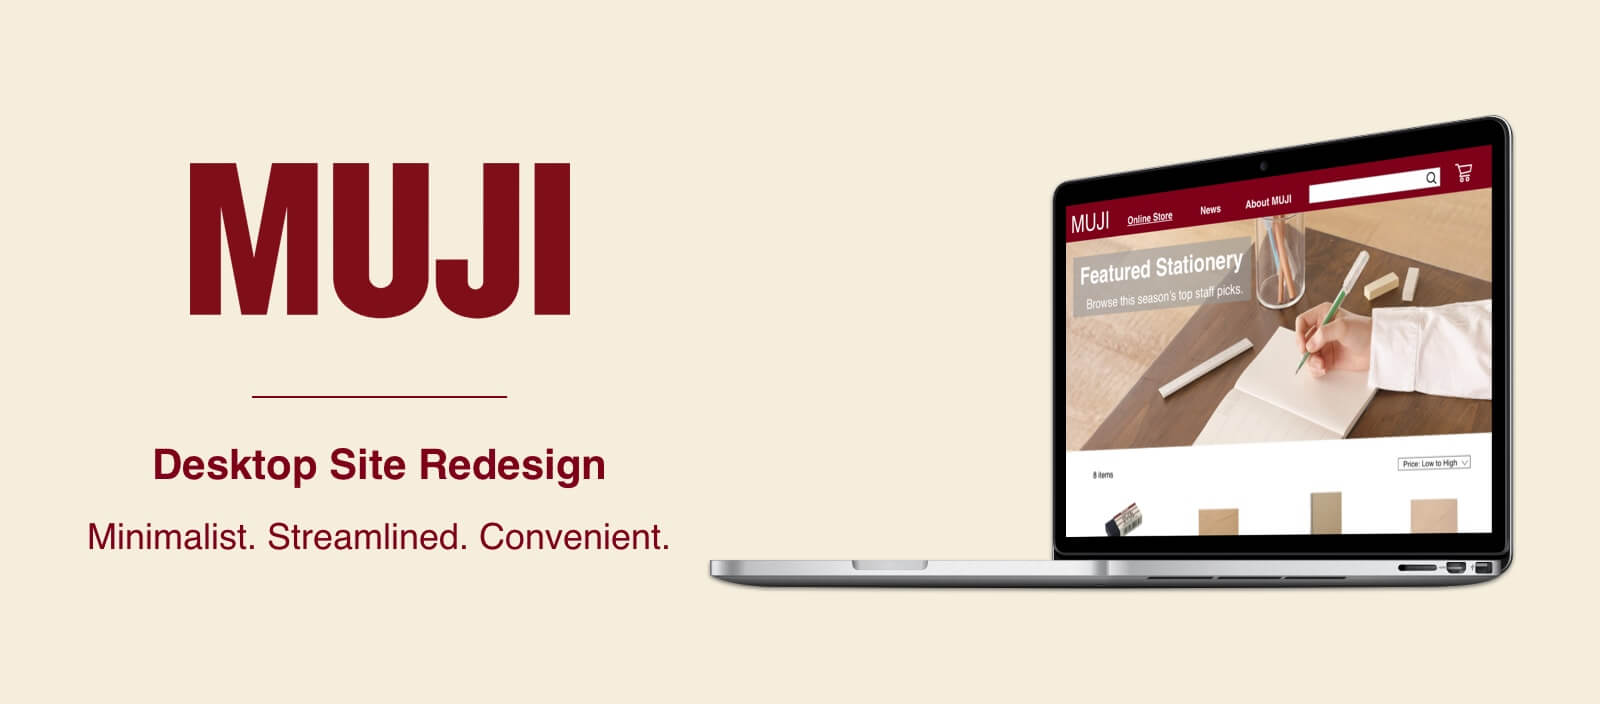 MUJI
Desktop Site Redesign
Minimalist. Streamlined. Convenient.
MUJI
Online Store
News
About MUJI
Featured Stationery
Browse this season's top staff picks.
8 items
Price: Low to High